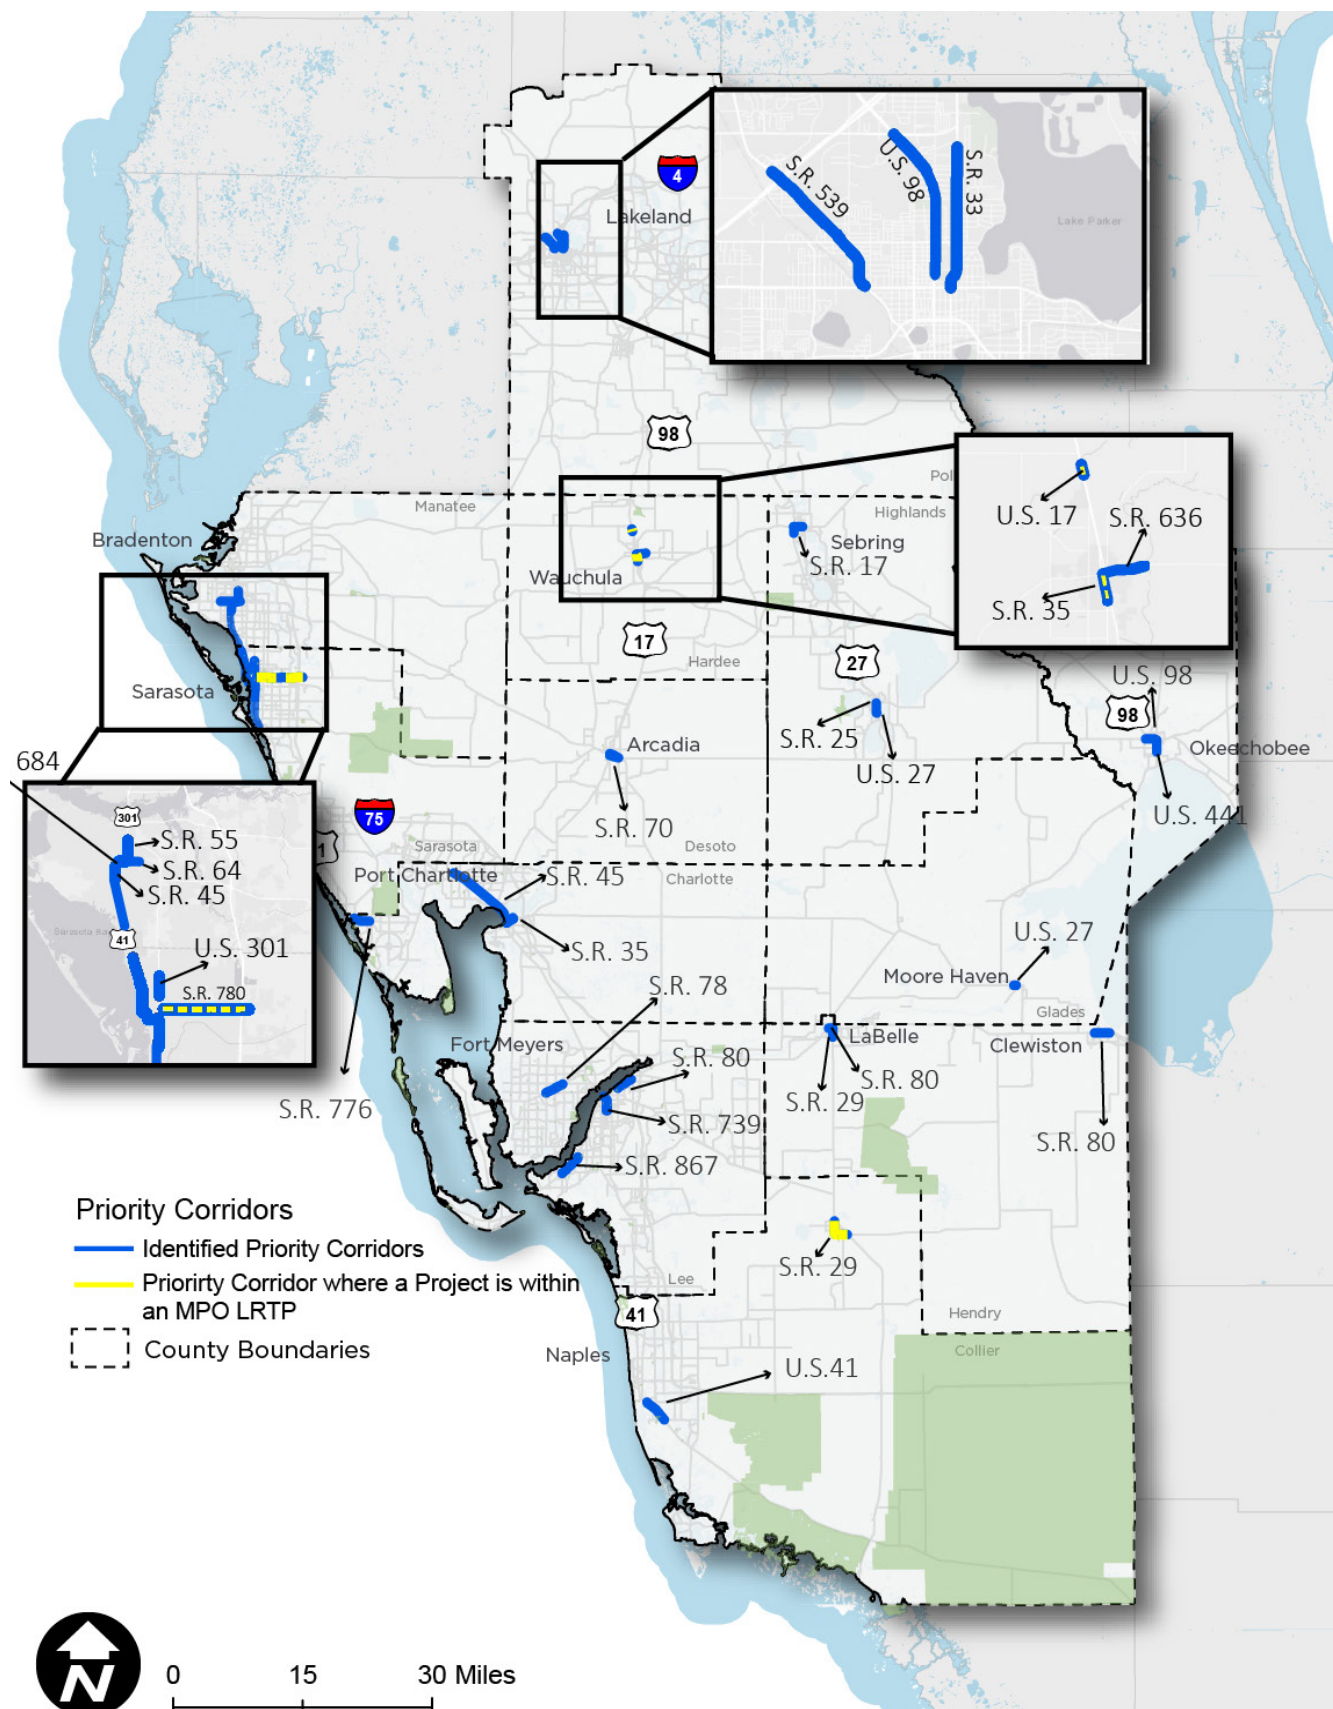 4
Lakeland
S.R. 539
U.S. 98
S.R. 33
Lake Parker
98
Manatee
Highlands
Bradenton
Wauchula
Sebring
S.R. 17
U.S. 17
S.R. 636
S.R. 35
17
Hardee
27
Sarasota
S.R. 25
U.S. 27
U.S. 98
98
Okeechobee
U.S. 441
684
Arcadia
S.R. 70
75
301
S.R. 55
S.R. 64
S.R. 45
41
U.S. 301
S.R. 780
Sarasota
Desoto
Port Charlotte
Charlotte
S.R. 45
S.R. 35
S.R. 776
U.S. 27
Moore Haven
Glades
S.R. 78
Fort Meyers
S.R. 80
S.R. 739
S.R. 867
LaBelle
S.R. 80
S.R. 29
Clewiston
S.R. 80
Priority Corridors
Identified Priority Corridors
Priorirty Corridor where a Project is within
an MPO LRTP
County Boundaries
S.R. 29
Lee
Hendry
41
Collier
Naples
U.S.41
N
0 15 30 Miles